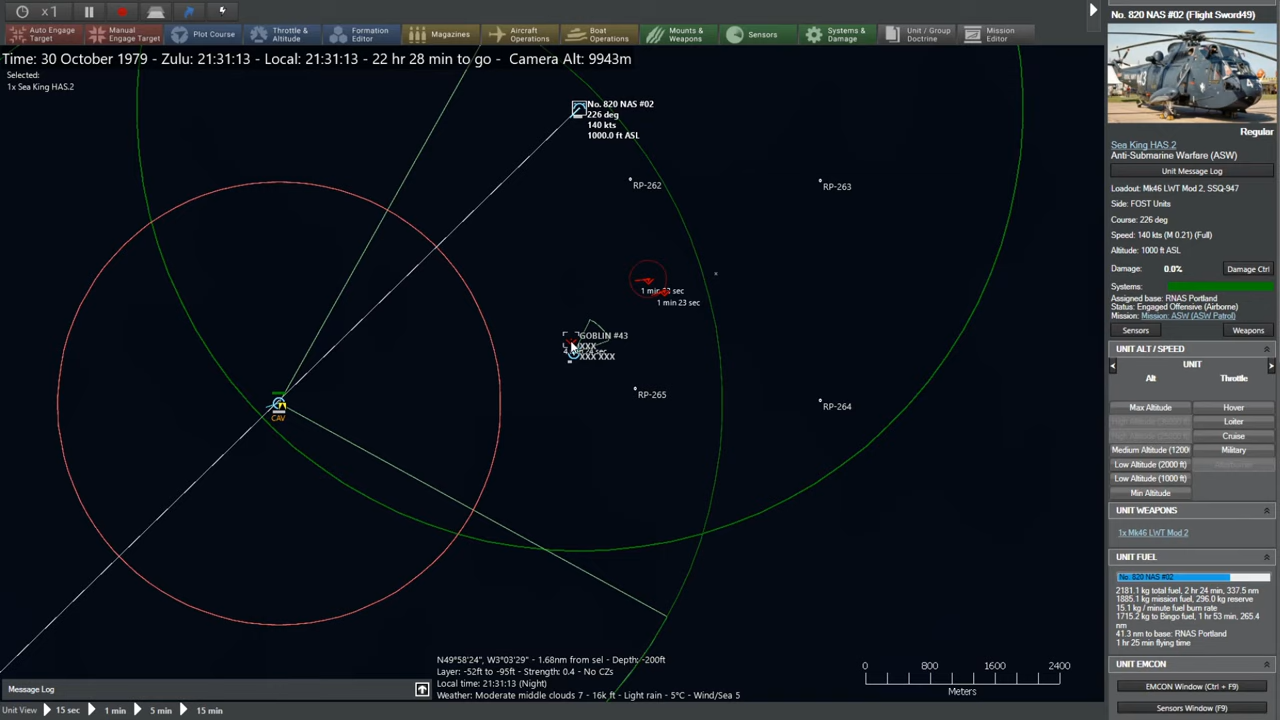 x 1
Auto Engage
Target
Manual
Engage Target
Plot Course
Throttle &
Altitude
Formation
Editor
Magazines
Aircraft
Operations
Boat
Operations
Mounts &
Weapons
Sensors
Systems &
Damage
Unit / Group
Doctrine
Mission
Editor
Time: 30 October 1979 - Zulu: 21:31:13 - Local: 21:31:13 - 22 hr 28 min to go - Camera Alt: 9943m
Selected:
1x Sea King HAS.2
No. 820 NAS #02
226 deg
140 kts
1000.0 ft ASL
RP-262
RP-263
1 min
sec
1 min 23 sec
GOBLIN #43
XXX
XXX XXX
RP-265
RP-264
CAV
N49°58'24", W3°03'29" - 1.68nm from sel - Depth: -200ft
Layer: -52ft to -95ft - Strength: 0.4 - No CZs
Local time: 21:31:13 (Night)
Weather: Moderate middle clouds 7 - 16k ft - Light rain - 5°C - Wind/Sea 5
0 800 1600 2400
Meters
Message Log
Unit View 15 sec 1 min 5 min 15 min
No. 820 NAS #02 (Flight Sword49)
Regular
Sea King HAS.2
Anti-Submarine Warfare (ASW)
Unit Message Log
Loadout: Mk46 LWT Mod 2, SSQ-947
Side: FOST Units
Course: 226 deg
Speed: 140 kts (M 0.21) (Full)
Altitude: 1000 ft ASL
Damage: 0.0% Damage Ctrl
Systems:
Assigned base: RNAS Portland
Status: Engaged Offensive (Airborne)
Mission: Mission: ASW (ASW Patrol)
Sensors Weapons
UNIT ALT / SPEED
UNIT
Alt Throttle
Max Altitude Hover
Loiter
Cruise
Medium Altitude (1200 Military
Low Altitude (2000 ft)
Low Altitude (1000 ft)
Min Altitude
UNIT WEAPONS
1x Mk46 LWT Mod 2
UNIT FUEL
No. 820 NAS #02
2181.1 kg total fuel, 2 hr 24 min, 337.5 nm
1885.1 kg mission fuel, 296.0 kg reserve
15.1 kg / minute fuel burn rate
1715.2 kg to Bingo fuel, 1 hr 53 min, 265.4
nm
41.3 nm to base: RNAS Portland
1 hr 25 min flying time
UNIT EMCON
EMCON Window (Ctrl + F9)
Sensors Window (F9)